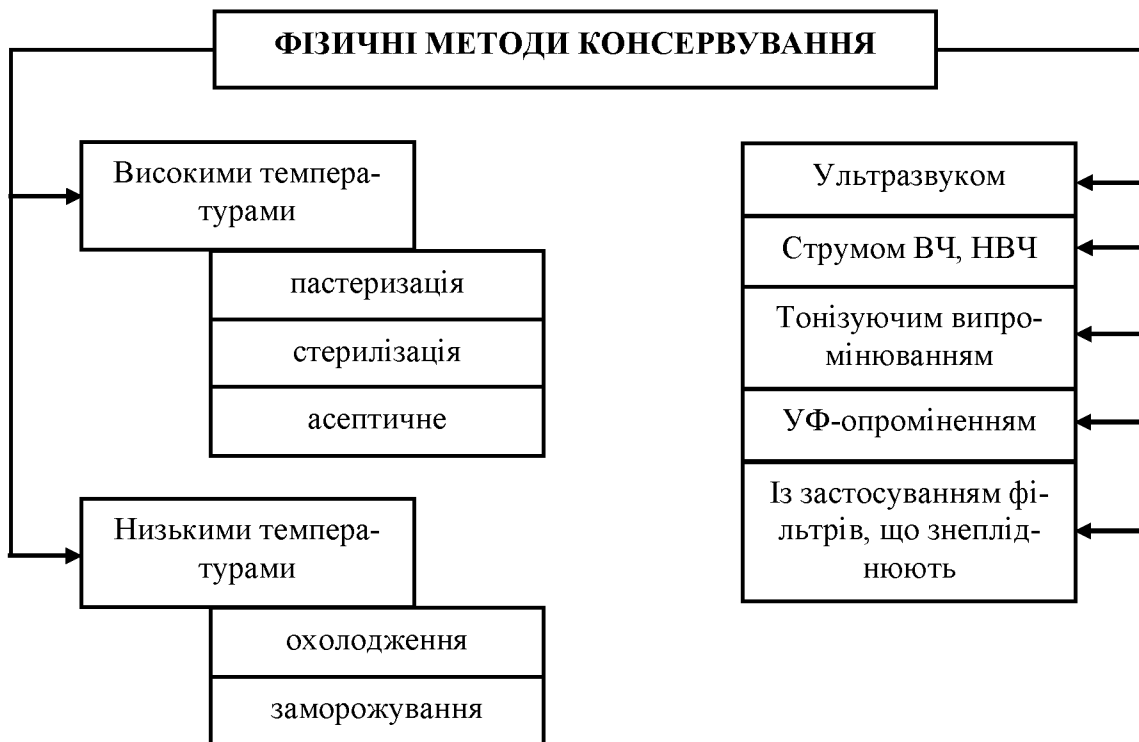 ФІЗИЧНІ МЕТОДИ КОНСЕРВУВАННЯ
Високими темпера-
турами
пастеризація
стерилізація
асептичне
Низькими темпера-
турами
охолодження
заморожування
Ультразвуком
Струмом ВЧ, НВЧ
Тонізуючим випро-
мінюванням
УФ-опроміненням
Із застосуванням фі-
льтрів, що знеплід-
нюють